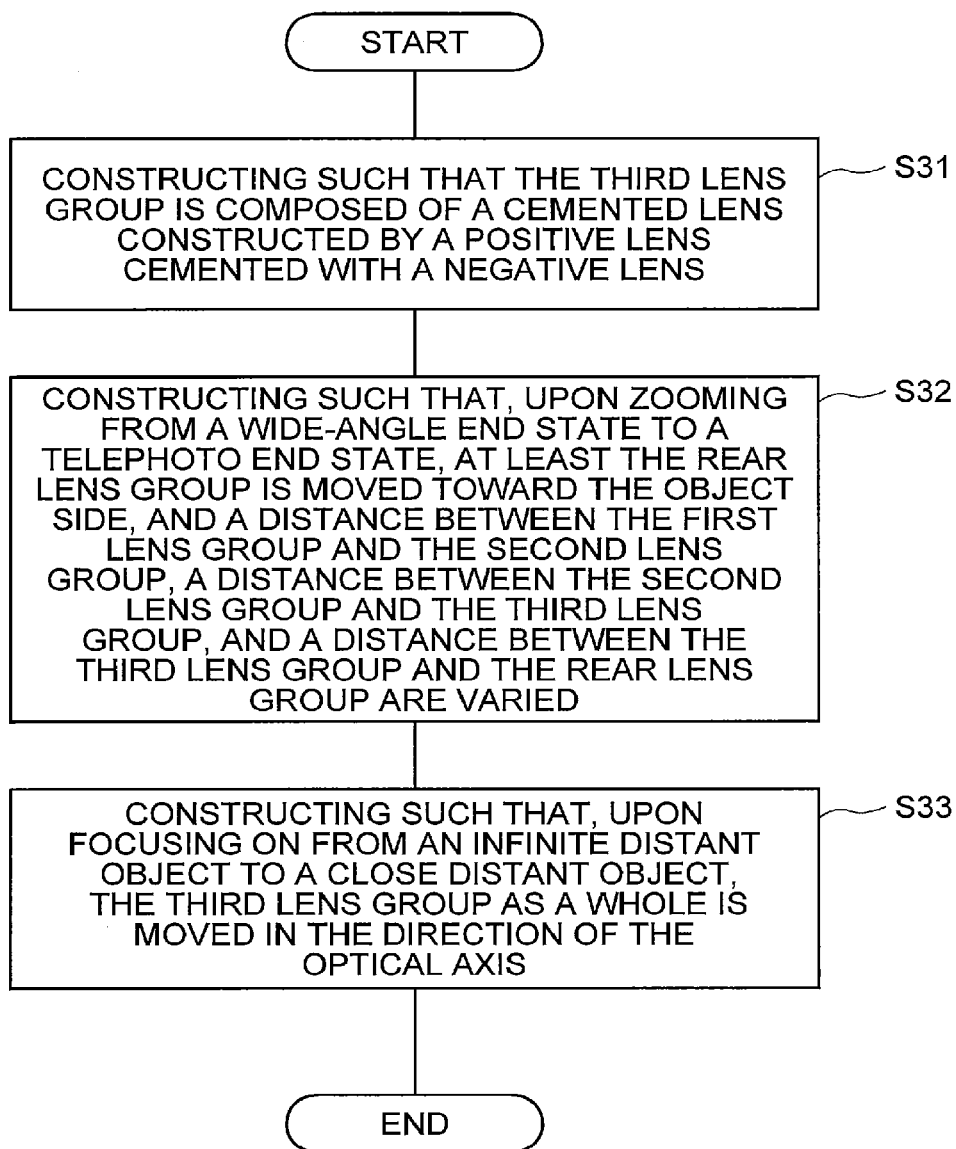 START
CONSTRUCTING SUCH THAT THE THIRD LENS
GROUP IS COMPOSED OF A CEMENTED LENS
CONSTRUCTED BY A POSITIVE LENS
CEMENTED WITH A NEGATIVE LENS
S31
CONSTRUCTING SUCH THAT, UPON ZOOMING
FROM A WIDE-ANGLE END STATE TO A
TELEPHOTO END STATE, AT LEAST THE REAR
LENS GROUP IS MOVED TOWARD THE OBJECT
SIDE, AND A DISTANCE BETWEEN THE FIRST
LENS GROUP AND THE SECOND LENS
GROUP, A DISTANCE BETWEEN THE SECOND
LENS GROUP AND THE THIRD LENS
GROUP, AND A DISTANCE BETWEEN THE
THIRD LENS GROUP AND THE REAR LENS
GROUP ARE VARIED
S32
CONSTRUCTING SUCH THAT, UPON
FOCUSING ON FROM AN INFINITE DISTANT
OBJECT TO A CLOSE DISTANT OBJECT,
THE THIRD LENS GROUP AS A WHOLE IS
MOVED IN THE DIRECTION OF THE
OPTICAL AXIS
S33
END